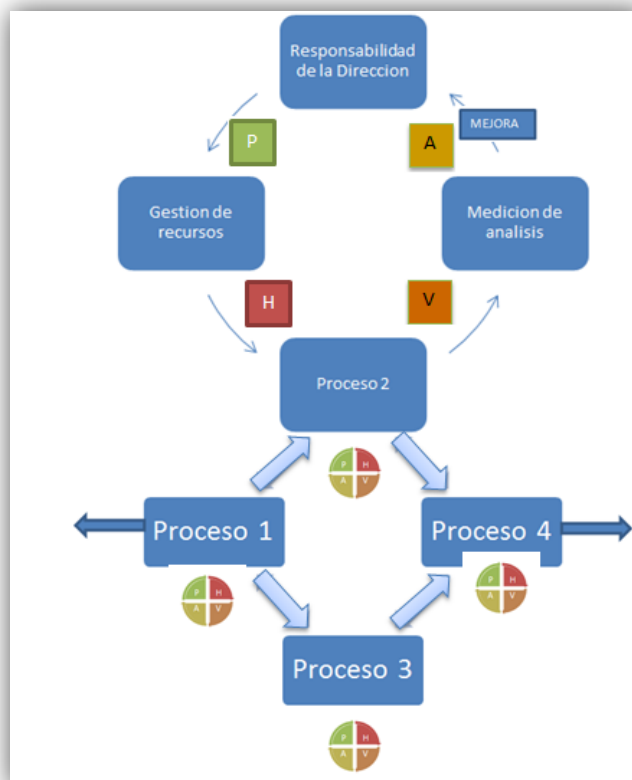 Responsabilidad
de la Direccion
P
A
MEJORA
Gestion de
recursos
Medicion de
analisis
H
V
Proceso 2
P H
A V
Proceso 1
Proceso 4
P H
A V
P H
A V
Proceso 3
P H
A V